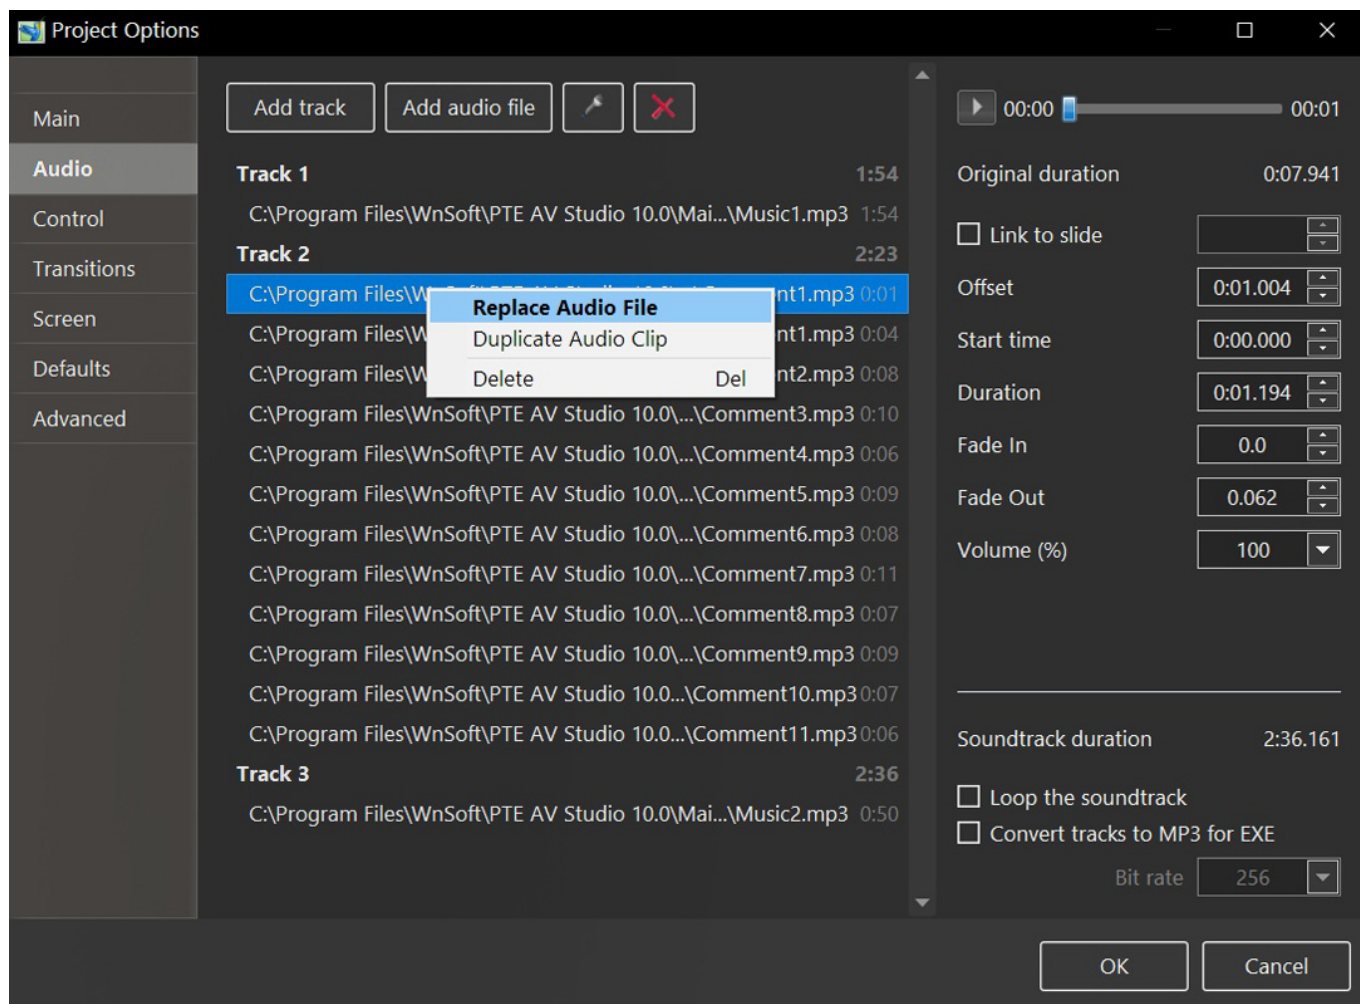 Project Options
Main
Audio
Control
Transitions
Screen
Defaults
Advanced
Add track Add audio file
Track 1 1:54
C:\Program Files\WnSoft\PTE AV Studio 10.0\Mai...\Music1.mp3 1:54
Track 2 2:23
C:\Program Files\W nt1.mp3 0:01
C:\Program Files\W nt1.mp3 0:04
C:\Program Files\W nt2.mp3 0:08
Replace Audio File
Duplicate Audio Clip
Delete Del
C:\Program Files\WnSoft\PTE AV Studio 10.0\...\Comment3.mp3 0:10
C:\Program Files\WnSoft\PTE AV Studio 10.0\...\Comment4.mp3 0:06
C:\Program Files\WnSoft\PTE AV Studio 10.0\...\Comment5.mp3 0:09
C:\Program Files\WnSoft\PTE AV Studio 10.0\...\Comment6.mp3 0:08
C:\Program Files\WnSoft\PTE AV Studio 10.0\...\Comment7.mp3 0:11
C:\Program Files\WnSoft\PTE AV Studio 10.0\...\Comment8.mp3 0:07
C:\Program Files\WnSoft\PTE AV Studio 10.0\...\Comment9.mp3 0:09
C:\Program Files\WnSoft\PTE AV Studio 10.0...\Comment10.mp3 0:07
C:\Program Files\WnSoft\PTE AV Studio 10.0...\Comment11.mp3 0:06
Track 3 2:36
C:\Program Files\WnSoft\PTE AV Studio 10.0\Mai...\Music2.mp3 0:50
00:00 00:01
Original duration 0:07.941
Link to slide
Offset 0:01.004
Start time 0:00.000
Duration 0:01.194
Fade In 0.0
Fade Out 0.062
Volume (%) 100
Soundtrack duration 2:36.161
Loop the soundtrack
Convert tracks to MP3 for EXE
Bit rate 256
OK Cancel